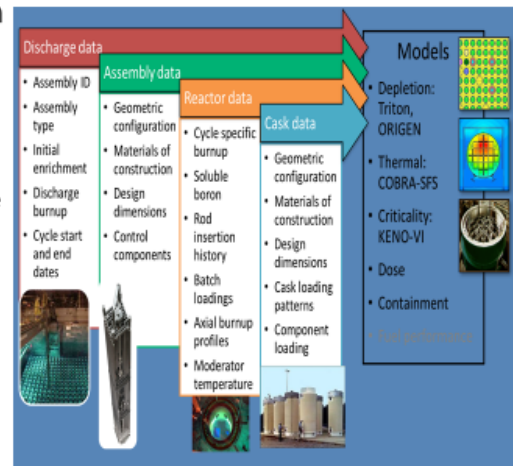 Discharge data
• Assembly ID
• Assembly
type
• Initial
enrichment
• Discharge
burnup
• Cycle start
and end
dates
Assembly data
• Geometric
configuration
• Materials of
construction
• Design
dimensions
• Control
components
Reactor data
• Cycle specific
burnup
• Soluble
boron
• Rod
insertion
history
• Batch
loadings
• Axial burnup
profiles
• Moderator
temperature
Cask data
• Geometric
configuration
• Materials of
construction
• Design
dimensions
• Cask loading
patterns
• Component
loading
Models
• Depletion:
Triton,
ORIGEN
• Thermal:
COBRA-SFS
• Criticality:
KENO-VI
• Dose
• Containment